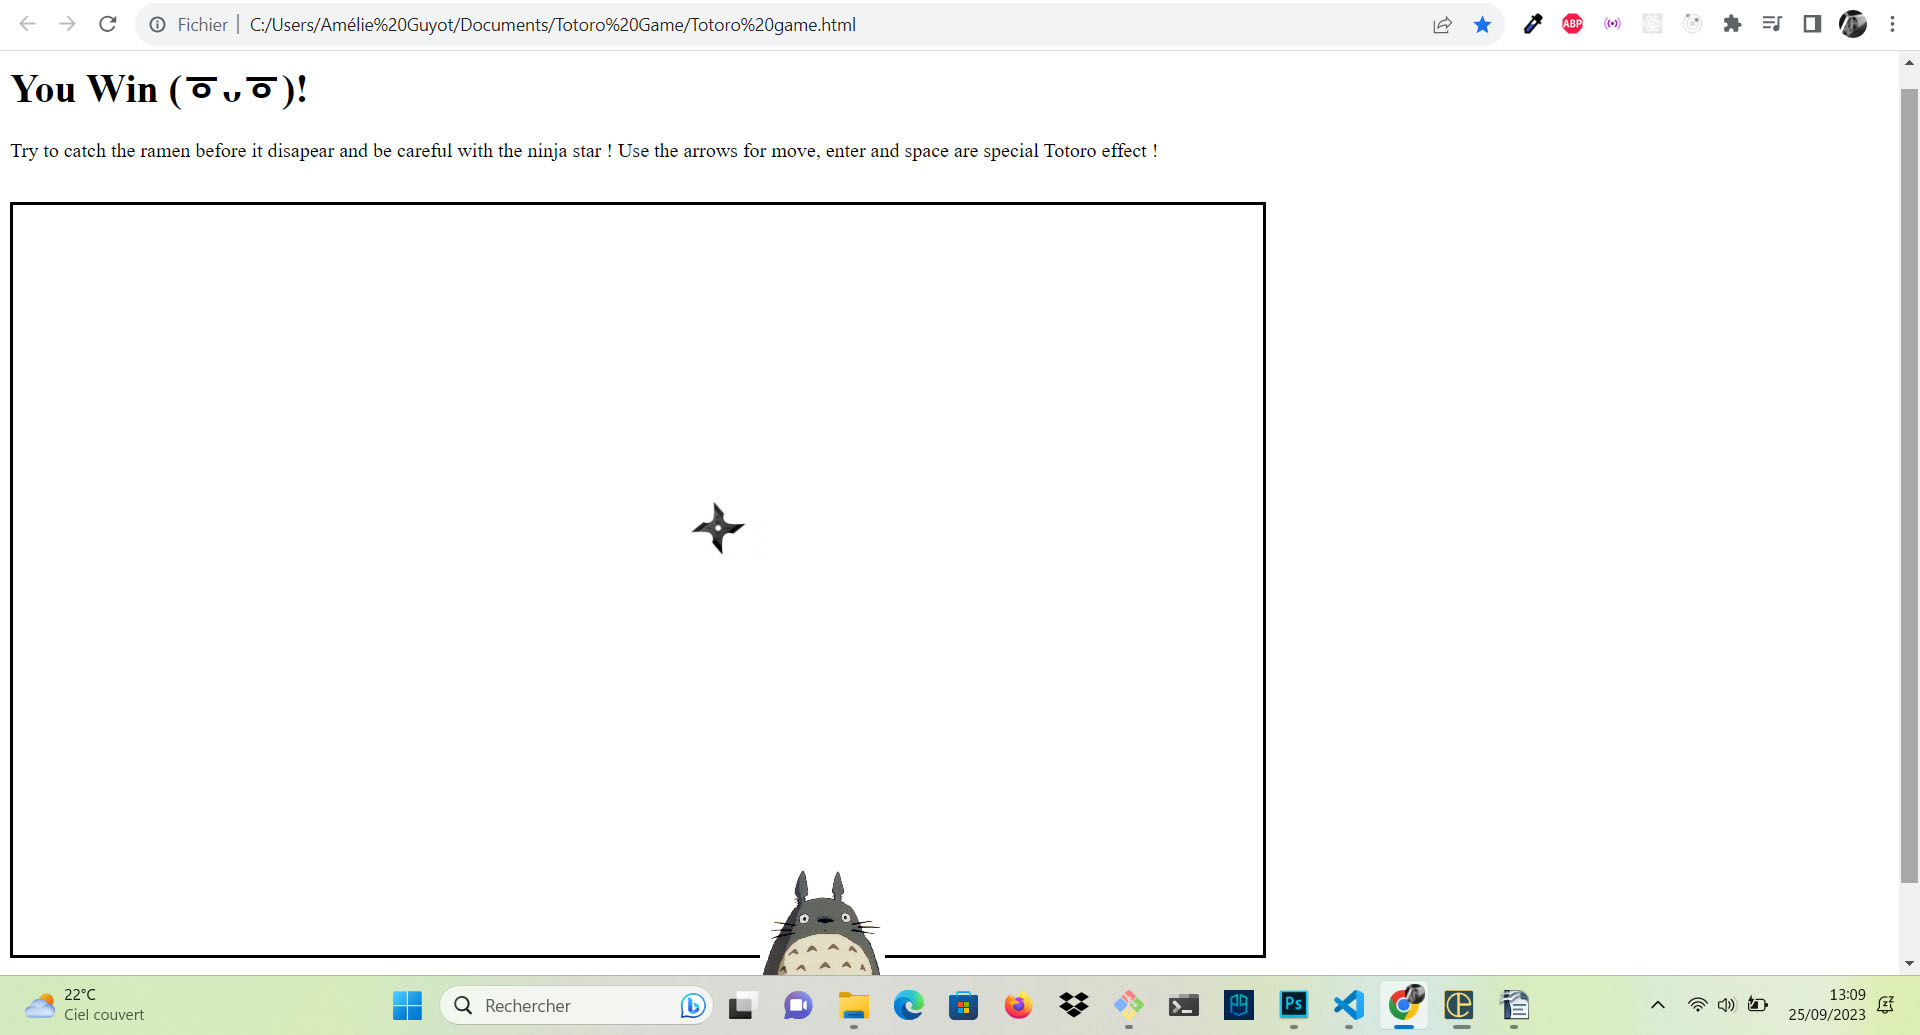 Fichier | C:/Users/Amélie%20Guyot/Documents/Totoro%20Game/Totoro%20game.html
ABP
You Win (ㅎᴗㅎ)!
Try to catch the ramen before it disapear and be careful with the ninja star ! Use the arrows for move, enter and space are special Totoro effect !
22°C
Ciel couvert
Rechercher
Ps
13:09
25/09/2023